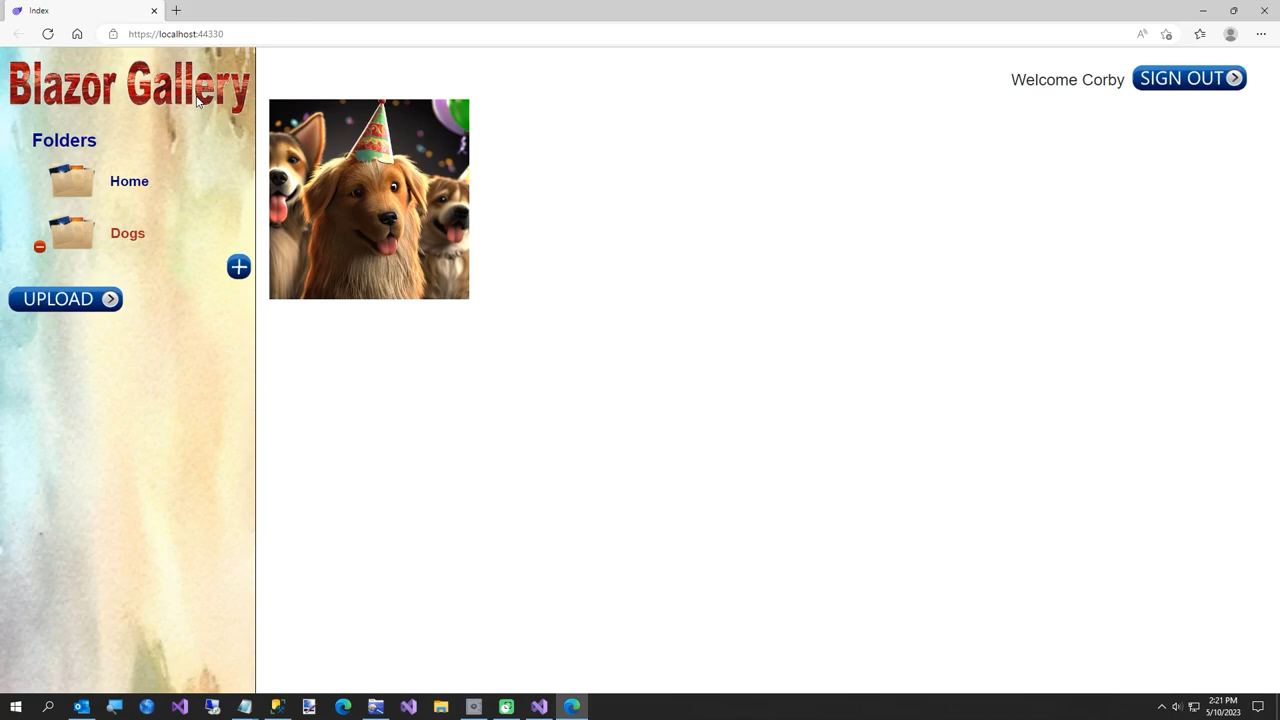 Index
https://localhost:44330
Blazor Gallery
Welcome Corby
SIGN OUT
Folders
Home
Dogs
UPLOAD
2:21 PM
5/10/2023